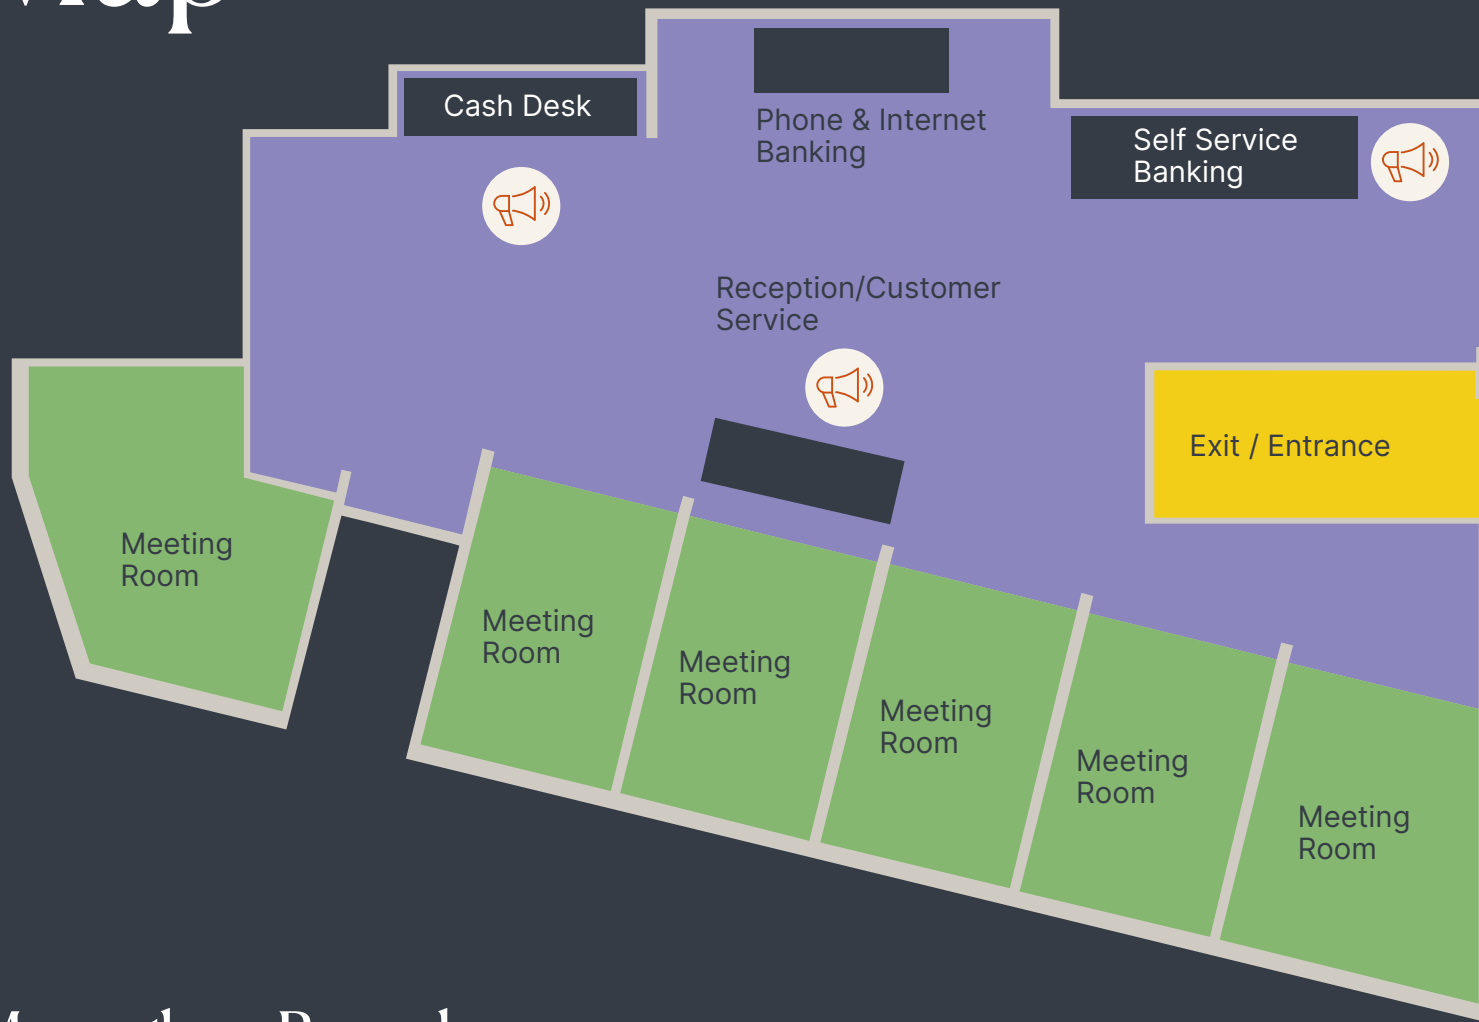 Cash Desk
Phone & Internet
Banking
Self Service
Banking
Reception/Customer
Service
Exit / Entrance
Meeting
Room
Meeting
Room
Meeting
Room
Meeting
Room
Meeting
Room
Meeting
Room